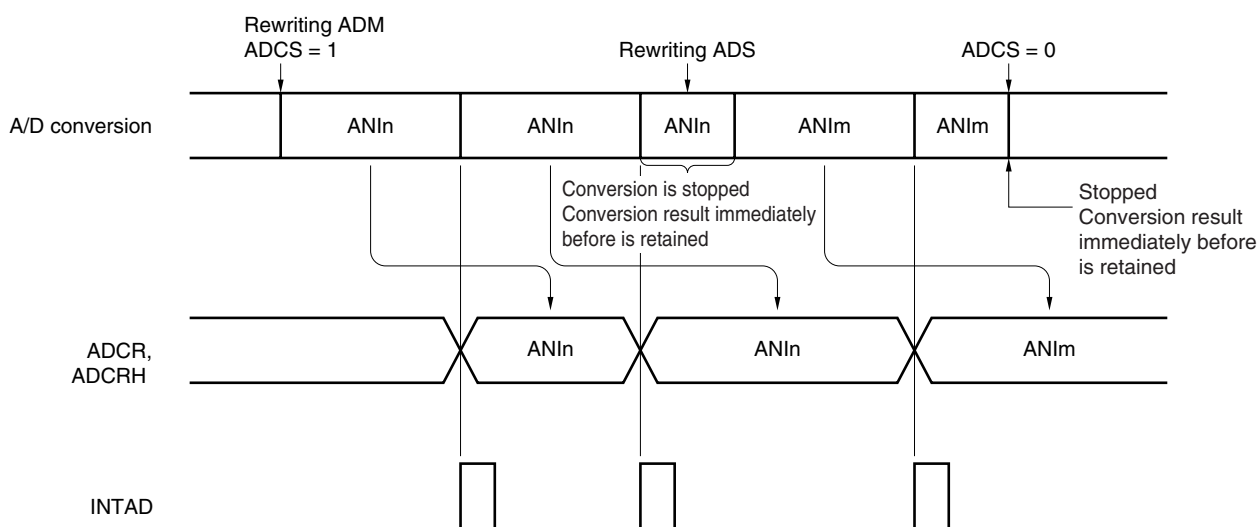 Rewriting ADM
ADCS = 1
Rewriting ADS
ADCS = 0
A/D conversion
ANIn
ANIn
ANIn
ANIm
ANIm
Conversion is stopped
Conversion result immediately
before is retained
Stopped
Conversion result
immediately before
is retained
ADCR,
ADCRH
ANIn
ANIn
ANIm
INTAD